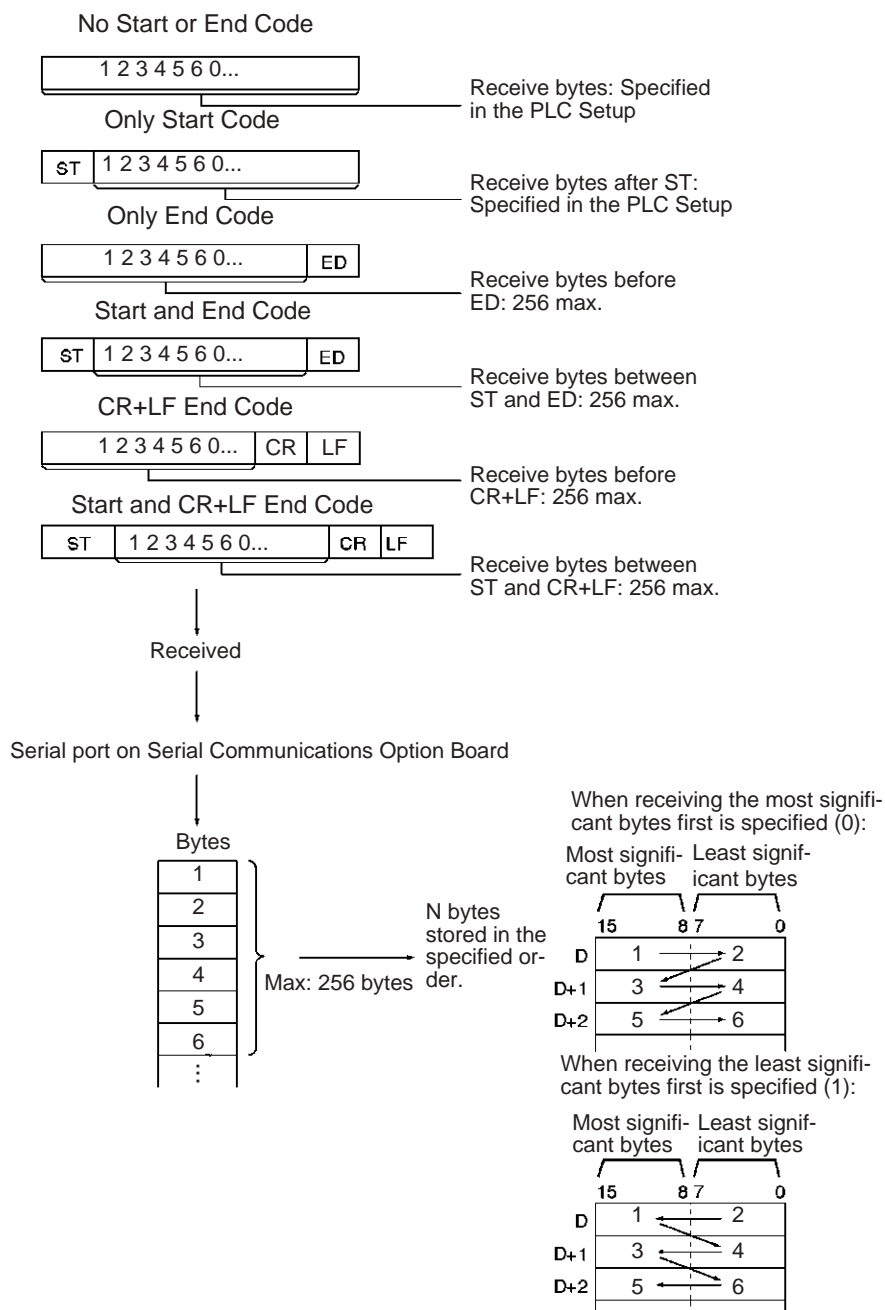 No Start or End Code
1 2 3 4 5 6 0...
Receive bytes: Specified
in the PLC Setup
Only Start Code
ST 1 2 3 4 5 6 0...
Receive bytes after ST:
Specified in the PLC Setup
Only End Code
1 2 3 4 5 6 0... ED
Receive bytes before
ED: 256 max.
Start and End Code
ST 1 2 3 4 5 6 0... ED
Receive bytes between
ST and ED: 256 max.
CR+LF End Code
1 2 3 4 5 6 0... CR LF
Receive bytes before
CR+LF: 256 max.
Start and CR+LF End Code
ST 1 2 3 4 5 6 0... CR LF
Receive bytes between
ST and CR+LF: 256 max.
Received
Serial port on Serial Communications Option Board
Bytes
1
2
3
4
5
6
⋮
Max: 256 bytes
N bytes
stored in the
specified or-
der.
When receiving the most signifi-
cant bytes first is specified (0):
Most signifi-
cant bytes
Least signif-
icant bytes
15 8 7 0
D 1 2
D+1 3 4
D+2 5 6
When receiving the least signifi-
cant bytes first is specified (1):
Most signifi-
cant bytes
Least signif-
icant bytes
15 8 7 0
D 1 2
D+1 3 4
D+2 5 6